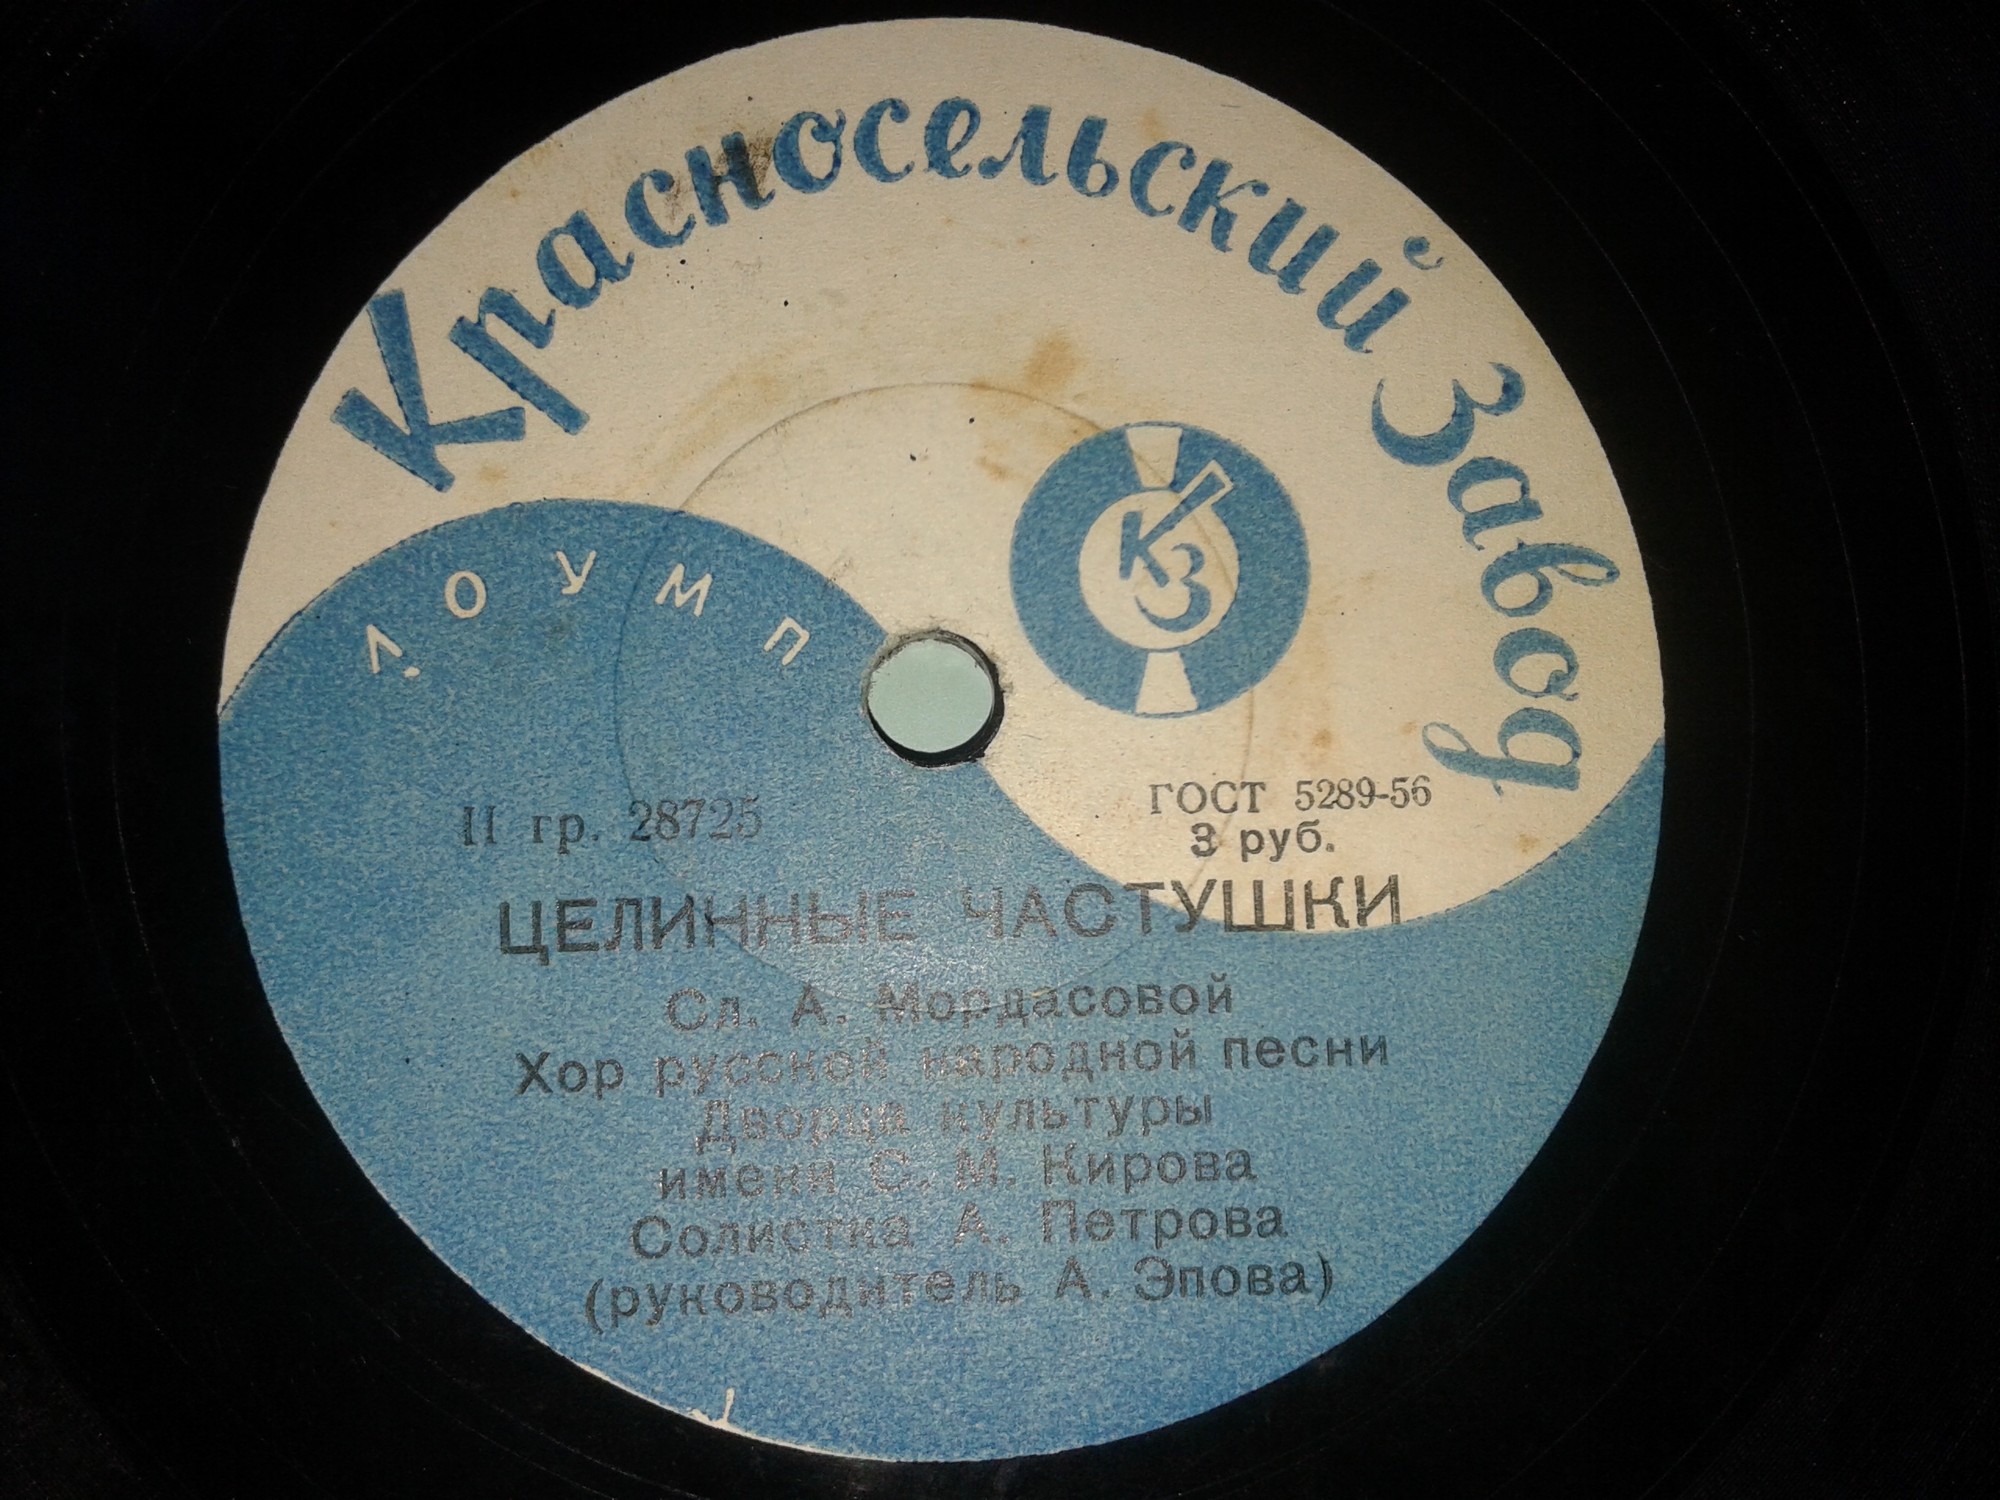 Красносельский Завод
ЛОУМП
КЗ
II гр. 28725
ГОСТ 5289-56
3 руб.
ЦЕЛИННЫЕ ЧАСТУШКИ
Сл. А. Мордасовой
Хор русской народной песни
Дворца культуры
имени С. М. Кирова
Солистка А. Петрова
(руководитель А. Эпова)